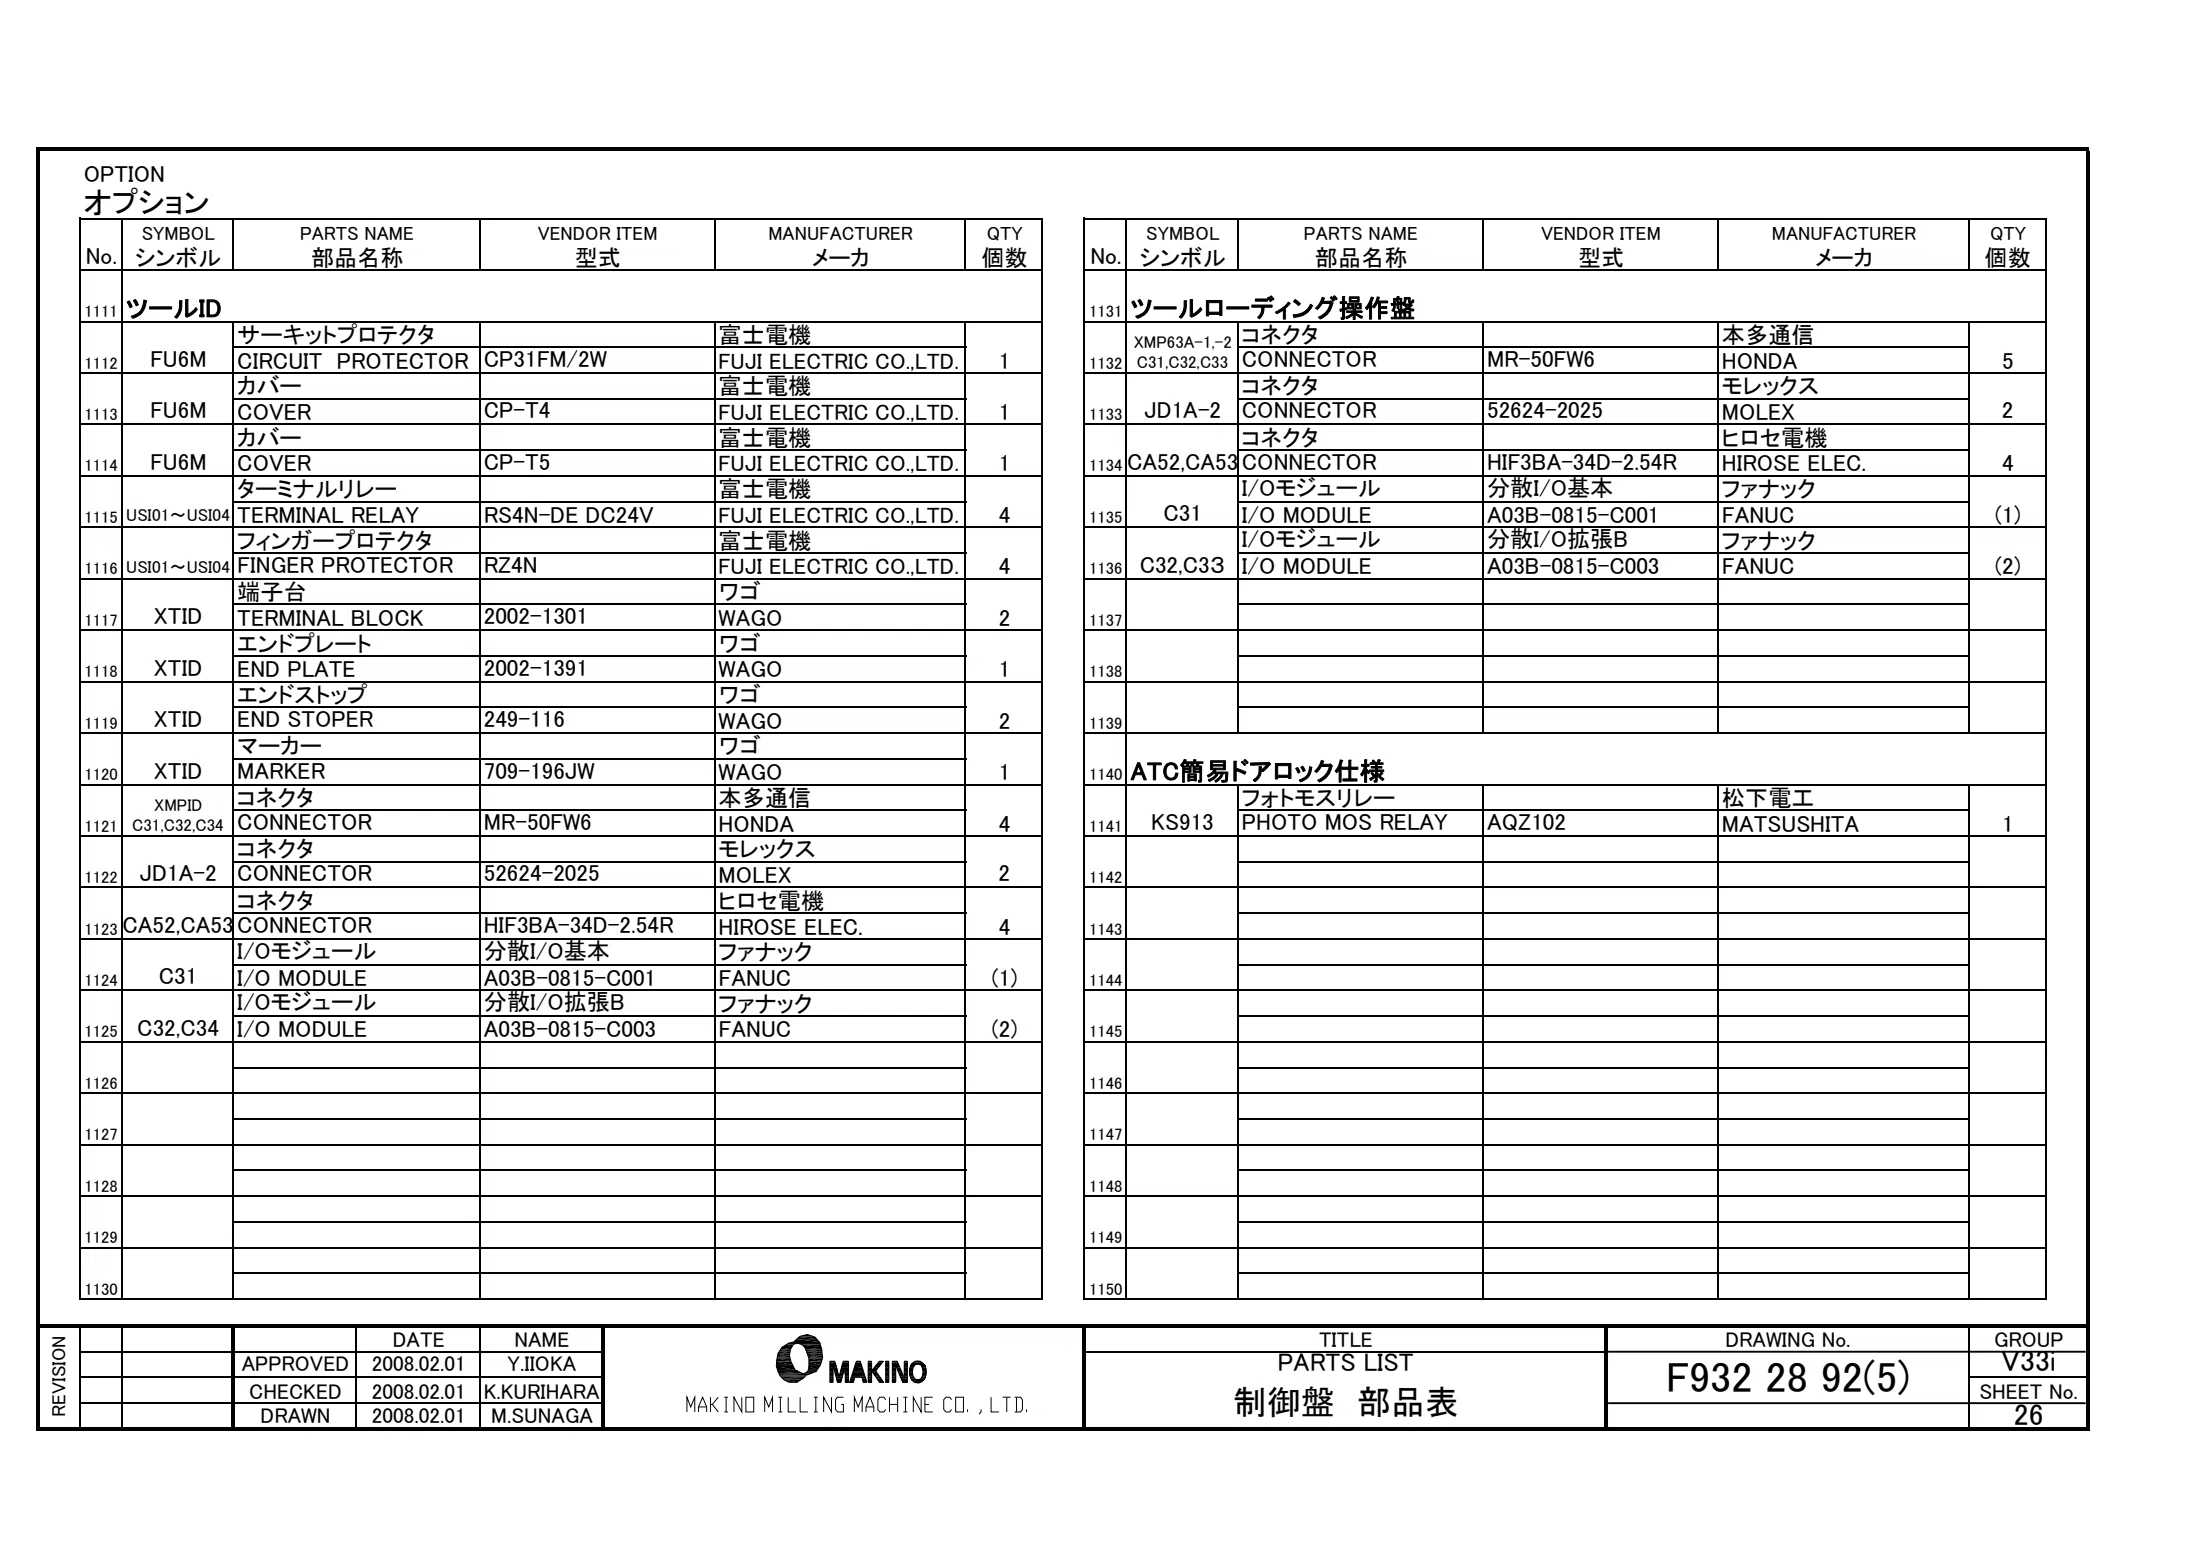 OPTION
オプション
No. SYMBOL シンボル PARTS NAME 部品名称 VENDOR ITEM 型式 MANUFACTURER メーカ QTY 個数
1111 ツールID
サーキットプロテクタ 富士電機
1112 FU6M CIRCUIT PROTECTOR CP31FM/2W FUJI ELECTRIC CO.,LTD. 1
カバー 富士電機
1113 FU6M COVER CP-T4 FUJI ELECTRIC CO.,LTD. 1
カバー 富士電機
1114 FU6M COVER CP-T5 FUJI ELECTRIC CO.,LTD. 1
ターミナルリレー 富士電機
1115 USI01～USI04 TERMINAL RELAY RS4N-DE DC24V FUJI ELECTRIC CO.,LTD. 4
フィンガープロテクタ 富士電機
1116 USI01～USI04 FINGER PROTECTOR RZ4N FUJI ELECTRIC CO.,LTD. 4
端子台 ワゴ
1117 XTID TERMINAL BLOCK 2002-1301 WAGO 2
エンドプレート ワゴ
1118 XTID END PLATE 2002-1391 WAGO 1
エンドストップ ワゴ
1119 XTID END STOPER 249-116 WAGO 2
マーカー ワゴ
1120 XTID MARKER 709-196JW WAGO 1
XMPID コネクタ 本多通信
1121 C31,C32,C34 CONNECTOR MR-50FW6 HONDA 4
コネクタ モレックス
1122 JD1A-2 CONNECTOR 52624-2025 MOLEX 2
コネクタ ヒロセ電機
1123 CA52,CA53 CONNECTOR HIF3BA-34D-2.54R HIROSE ELEC. 4
I/Oモジュール 分散I/O基本 ファナック
1124 C31 I/O MODULE A03B-0815-C001 FANUC (1)
I/Oモジュール 分散I/O拡張B ファナック
1125 C32,C34 I/O MODULE A03B-0815-C003 FANUC (2)
1126
1127
1128
1129
1130
No. SYMBOL シンボル PARTS NAME 部品名称 VENDOR ITEM 型式 MANUFACTURER メーカ QTY 個数
1131 ツールローディング操作盤
XMP63A-1,-2 コネクタ 本多通信
1132 C31,C32,C33 CONNECTOR MR-50FW6 HONDA 5
コネクタ モレックス
1133 JD1A-2 CONNECTOR 52624-2025 MOLEX 2
コネクタ ヒロセ電機
1134 CA52,CA53 CONNECTOR HIF3BA-34D-2.54R HIROSE ELEC. 4
I/Oモジュール 分散I/O基本 ファナック
1135 C31 I/O MODULE A03B-0815-C001 FANUC (1)
I/Oモジュール 分散I/O拡張B ファナック
1136 C32,C33 I/O MODULE A03B-0815-C003 FANUC (2)
1137
1138
1139
1140 ATC簡易ドアロック仕様
フォトモスリレー 松下電工
1141 KS913 PHOTO MOS RELAY AQZ102 MATSUSHITA 1
1142
1143
1144
1145
1146
1147
1148
1149
1150
REVISION
DATE NAME
APPROVED 2008.02.01 Y.IIOKA
CHECKED 2008.02.01 K.KURIHARA
DRAWN 2008.02.01 M.SUNAGA
MAKINO
MAKINO MILLING MACHINE CO.,LTD.
TITLE
PARTS LIST
制御盤 部品表
DRAWING No.
F932 28 92(5)
GROUP
V33i
SHEET No.
26